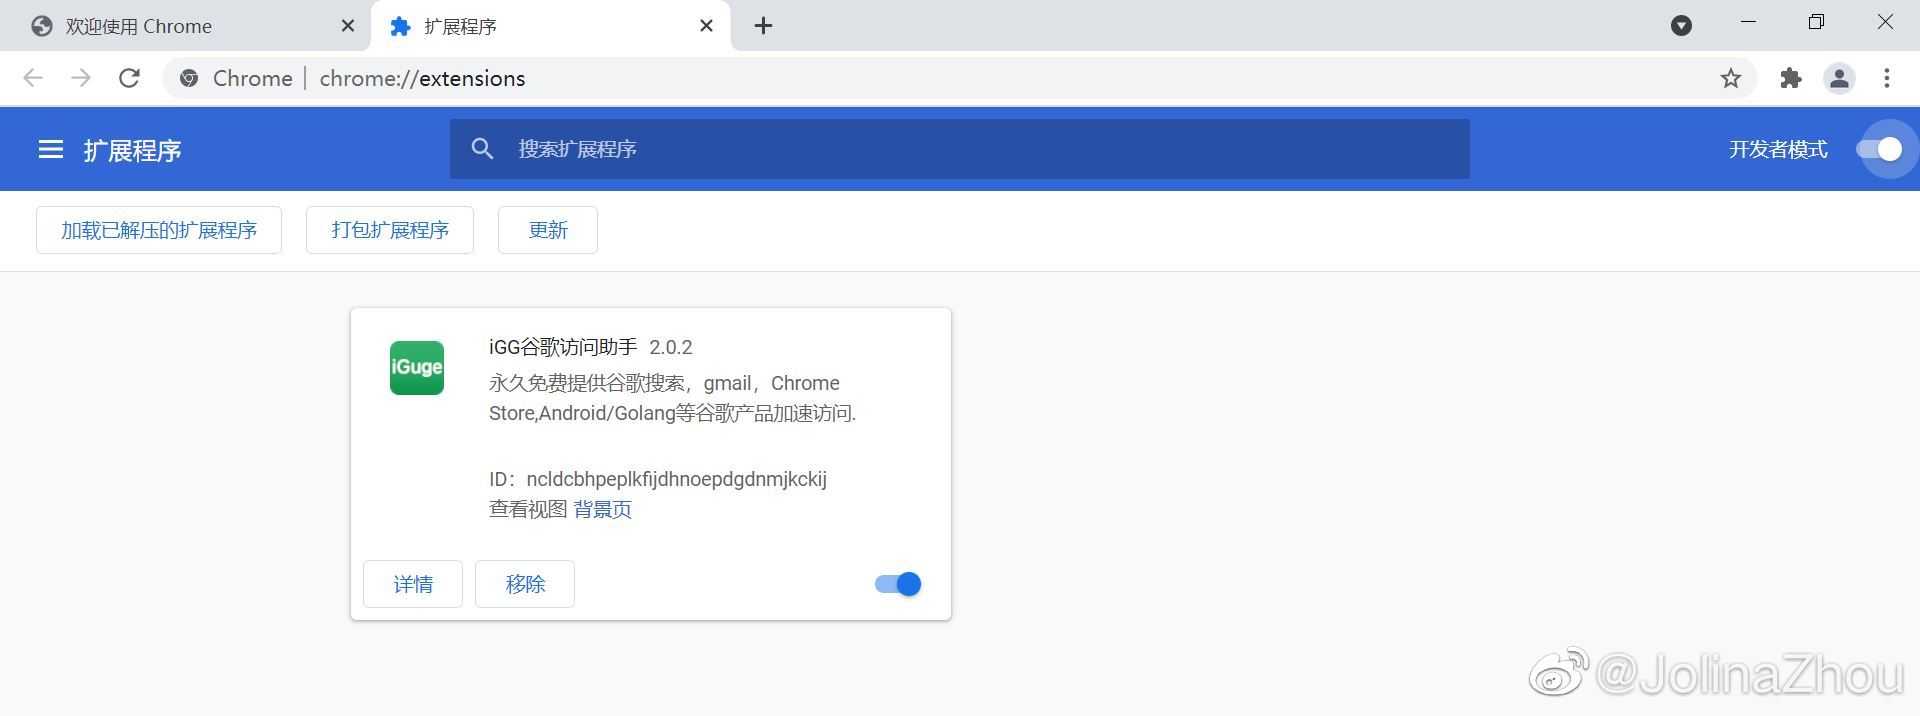 欢迎使用 Chrome
扩展程序
Chrome | chrome://extensions
扩展程序
搜索扩展程序
开发者模式
加载已解压的扩展程序
打包扩展程序
更新
iGuge
iGG谷歌访问助手 2.0.2
永久免费提供谷歌搜索，gmail，Chrome
Store,Android/Golang等谷歌产品加速访问.
ID：ncldcbhpeplkfijdhnoepdgdnmjkckij
查看视图 背景页
详情
移除
@JolinaZhou